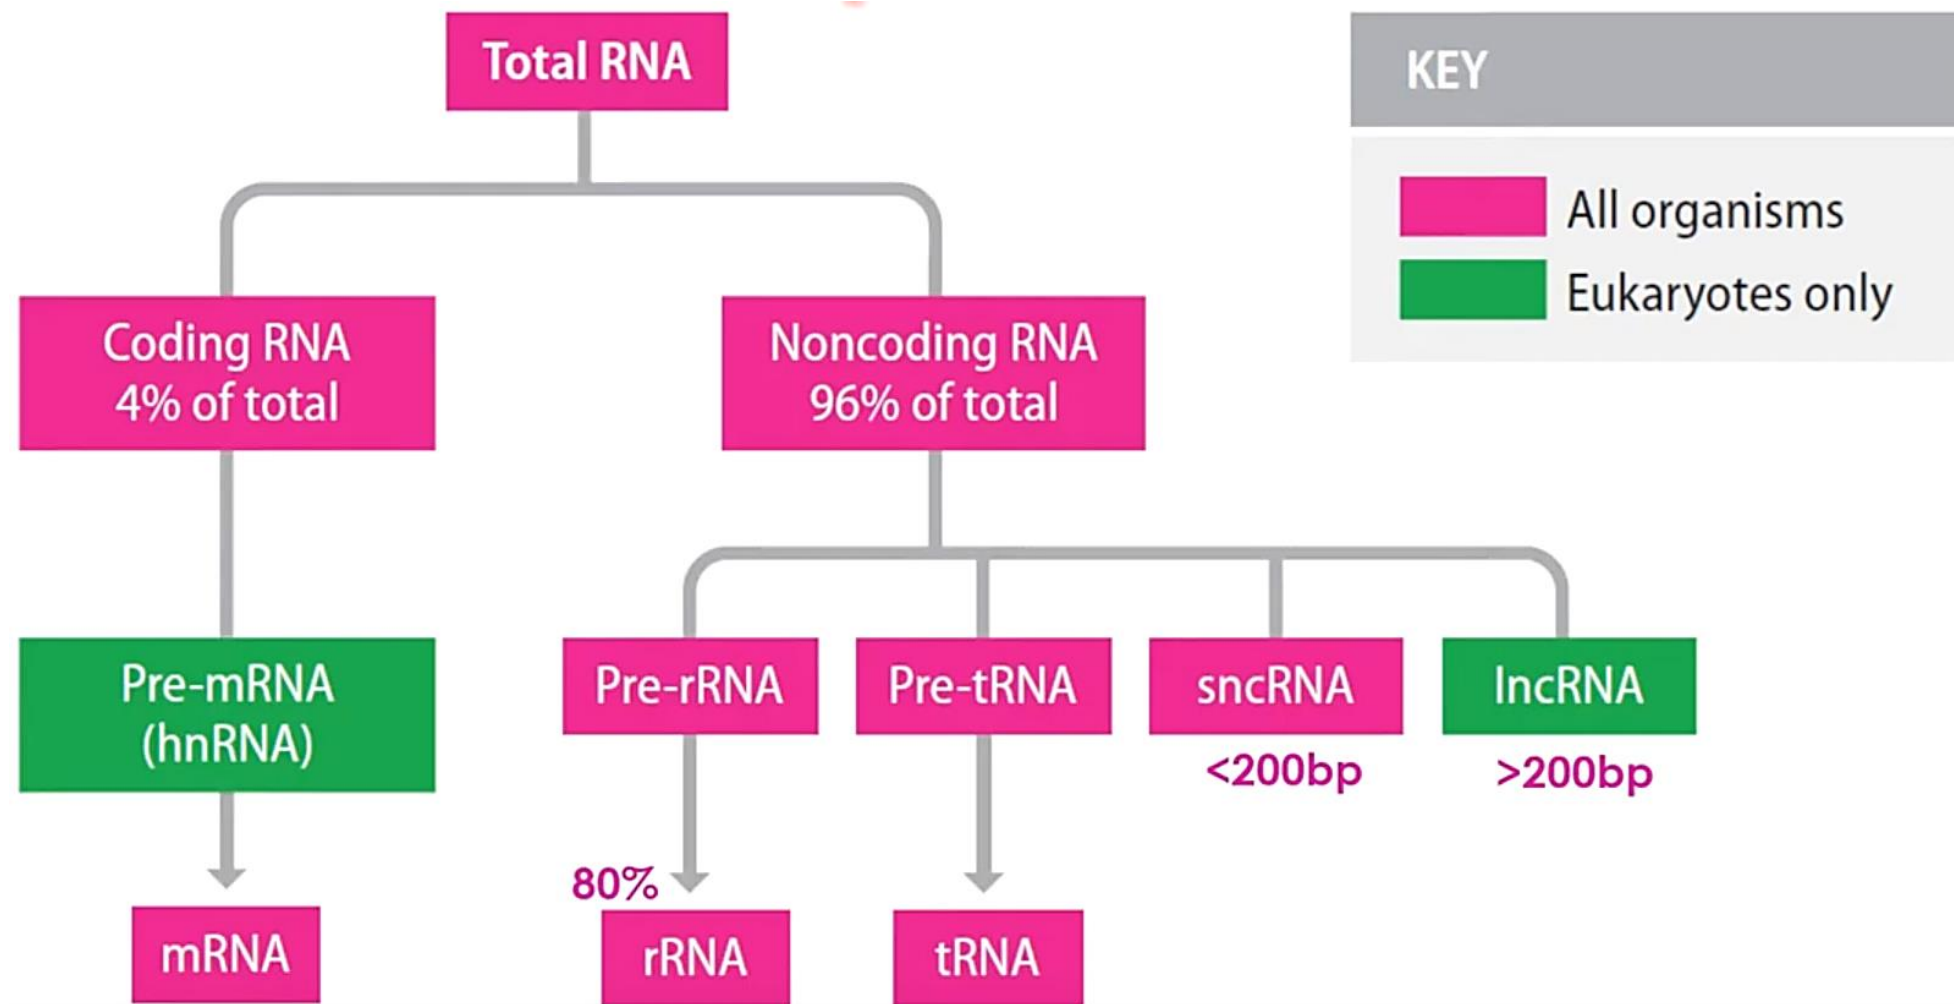 Total RNA
KEY
All organisms
Eukaryotes only
Coding RNA
4% of total
Noncoding RNA
96% of total
Pre-mRNA
(hnRNA)
Pre-rRNA
Pre-tRNA
sncRNA
lncRNA
<200bp
>200bp
80%
mRNA
rRNA
tRNA